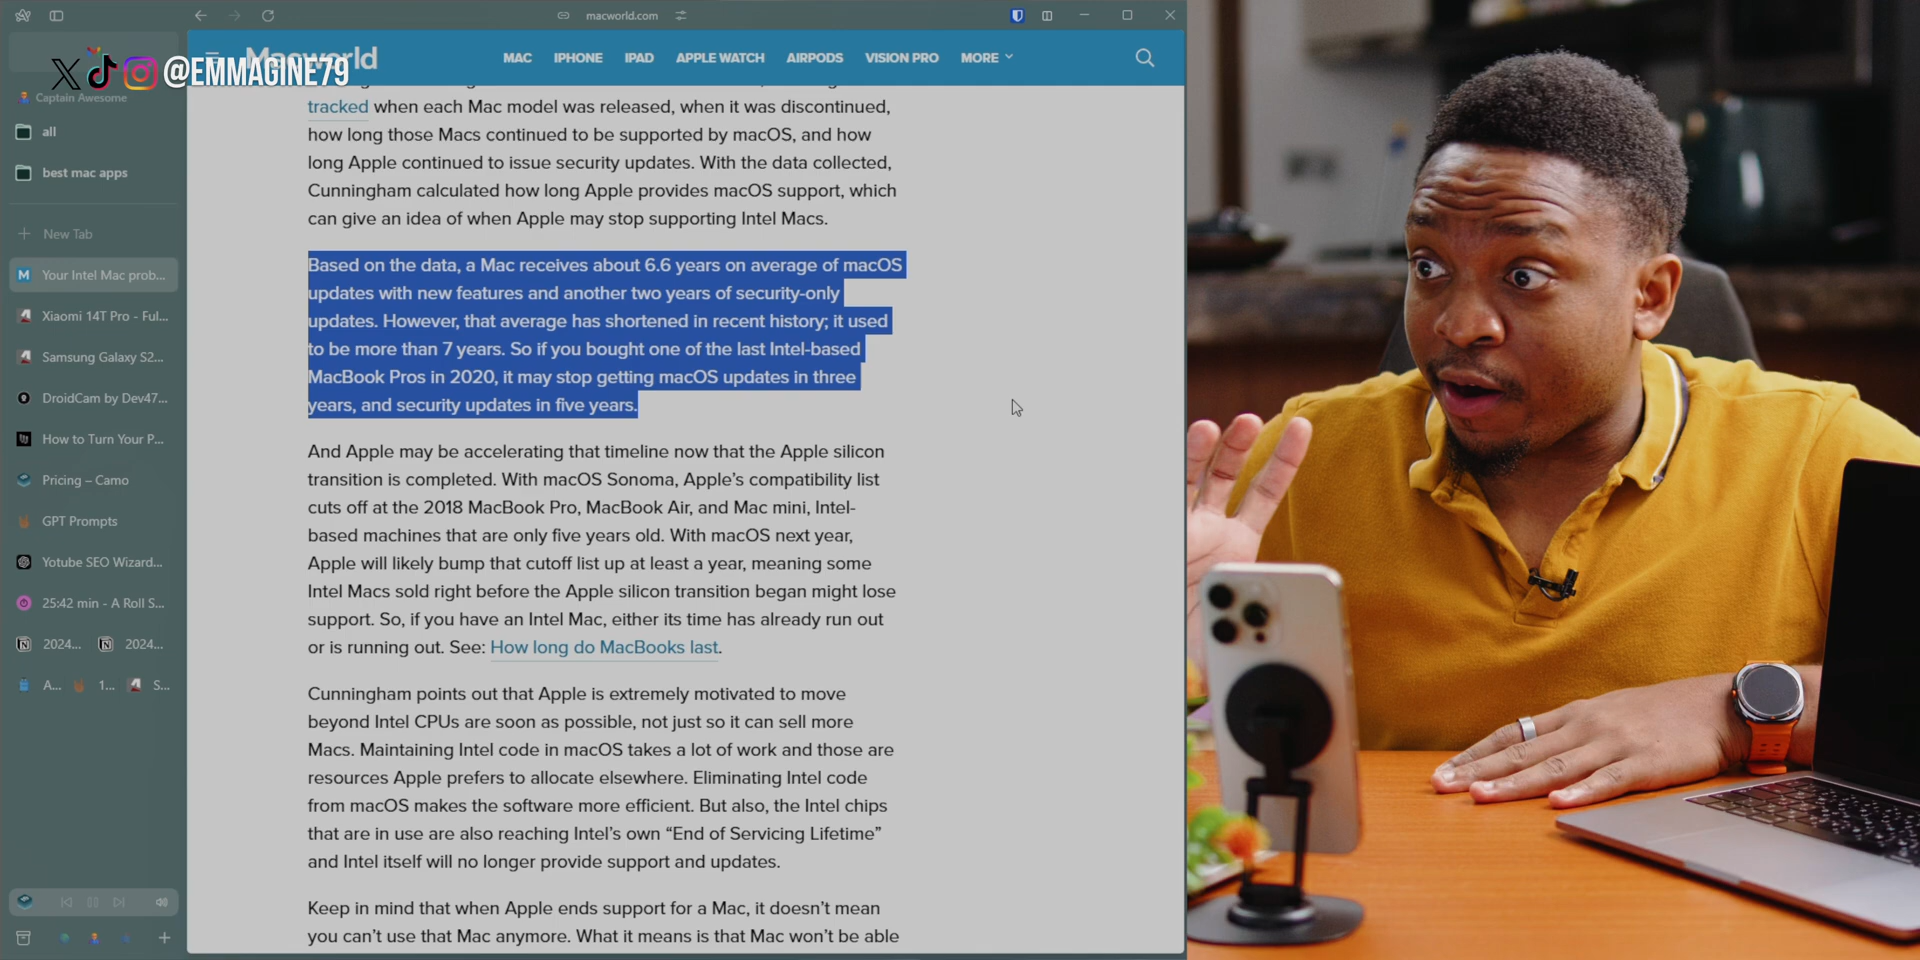 macworld.com
Macworld
MAC IPHONE IPAD APPLE WATCH AIRPODS VISION PRO MORE
@EMMAGINE79
Captain Awesome
all
best mac apps
New Tab
Your Intel Mac prob...
Xiaomi 14T Pro - Ful...
Samsung Galaxy S2...
DroidCam by Dev47...
How to Turn Your P...
Pricing – Camo
GPT Prompts
Yotube SEO Wizard...
25:42 min - A Roll S...
2024... 2024...
A... 1... S...
tracked when each Mac model was released, when it was discontinued,
how long those Macs continued to be supported by macOS, and how
long Apple continued to issue security updates. With the data collected,
Cunningham calculated how long Apple provides macOS support, which
can give an idea of when Apple may stop supporting Intel Macs.
Based on the data, a Mac receives about 6.6 years on average of macOS
updates with new features and another two years of security-only
updates. However, that average has shortened in recent history; it used
to be more than 7 years. So if you bought one of the last Intel-based
MacBook Pros in 2020, it may stop getting macOS updates in three
years, and security updates in five years.
And Apple may be accelerating that timeline now that the Apple silicon
transition is completed. With macOS Sonoma, Apple's compatibility list
cuts off at the 2018 MacBook Pro, MacBook Air, and Mac mini, Intel-
based machines that are only five years old. With macOS next year,
Apple will likely bump that cutoff list up at least a year, meaning some
Intel Macs sold right before the Apple silicon transition began might lose
support. So, if you have an Intel Mac, either its time has already run out
or is running out. See: How long do MacBooks last.
Cunningham points out that Apple is extremely motivated to move
beyond Intel CPUs are soon as possible, not just so it can sell more
Macs. Maintaining Intel code in macOS takes a lot of work and those are
resources Apple prefers to allocate elsewhere. Eliminating Intel code
from macOS makes the software more efficient. But also, the Intel chips
that are in use are also reaching Intel's own “End of Servicing Lifetime”
and Intel itself will no longer provide support and updates.
Keep in mind that when Apple ends support for a Mac, it doesn't mean
you can't use that Mac anymore. What it means is that Mac won't be able